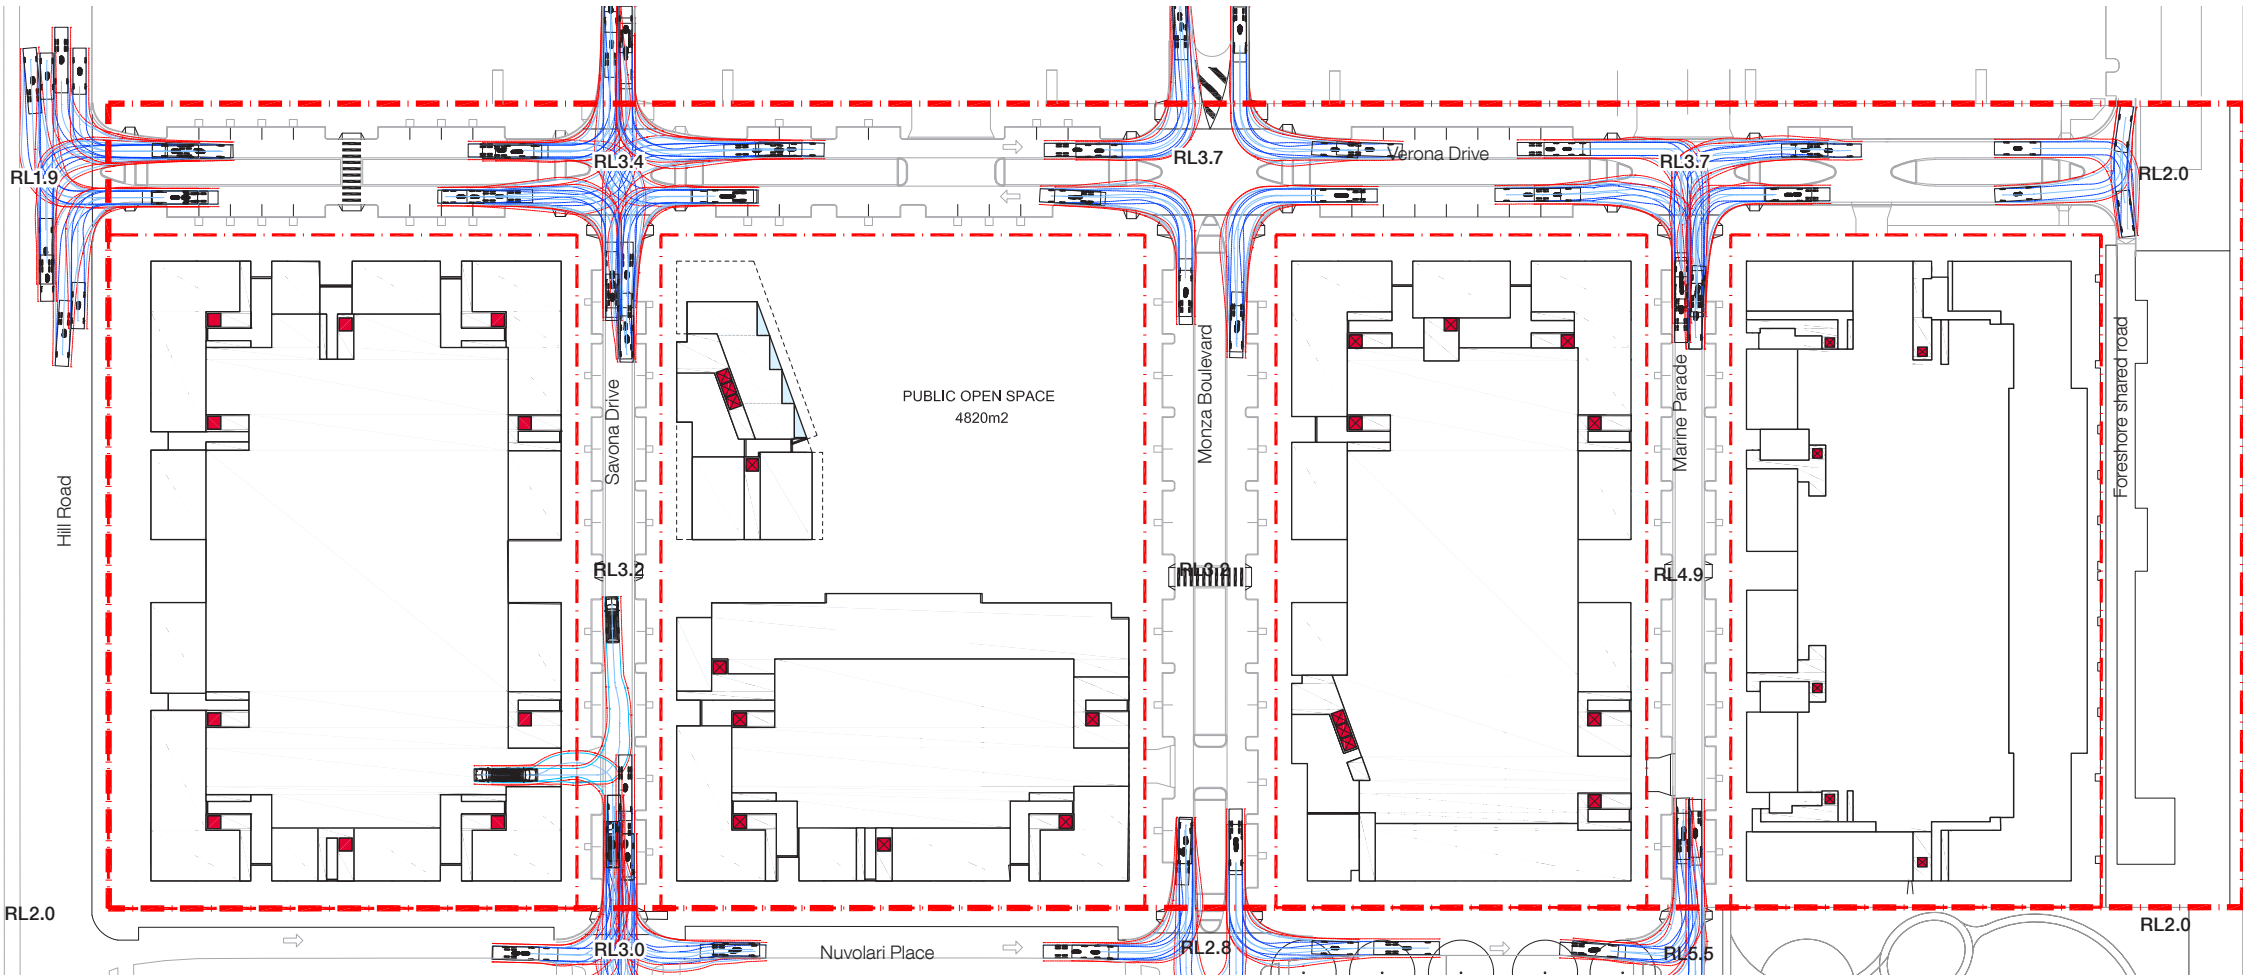 RL1.9
RL3.4
RL3.7
Verona Drive
RL3.7
RL2.0
Hill Road
Savona Drive
PUBLIC OPEN SPACE
4820m2
Monza Boulevard
Marine Parade
Foreshore shared road
RL3.2
RL3.2
RL4.9
RL2.0
RL3.0
Nuvolari Place
RL2.8
RL5.5
RL2.0